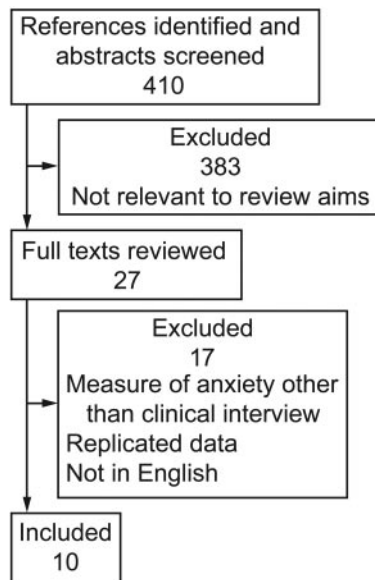 References identified and
abstracts screened
410
Excluded
383
Not relevant to review aims
Full texts reviewed
27
Excluded
17
Measure of anxiety other
than clinical interview
Replicated data
Not in English
Included
10